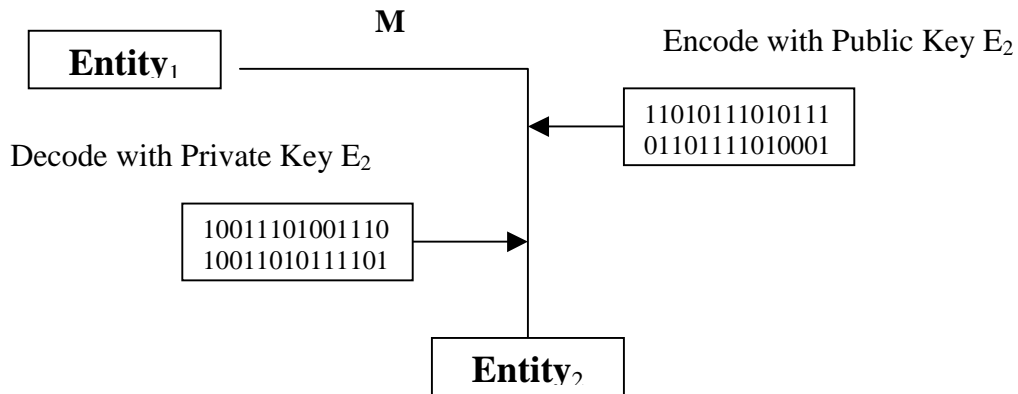 M
Encode with Public Key E₂
Entity₁
11010111010111
01101111010001
Decode with Private Key E₂
10011101001110
10011010111101
Entity₂